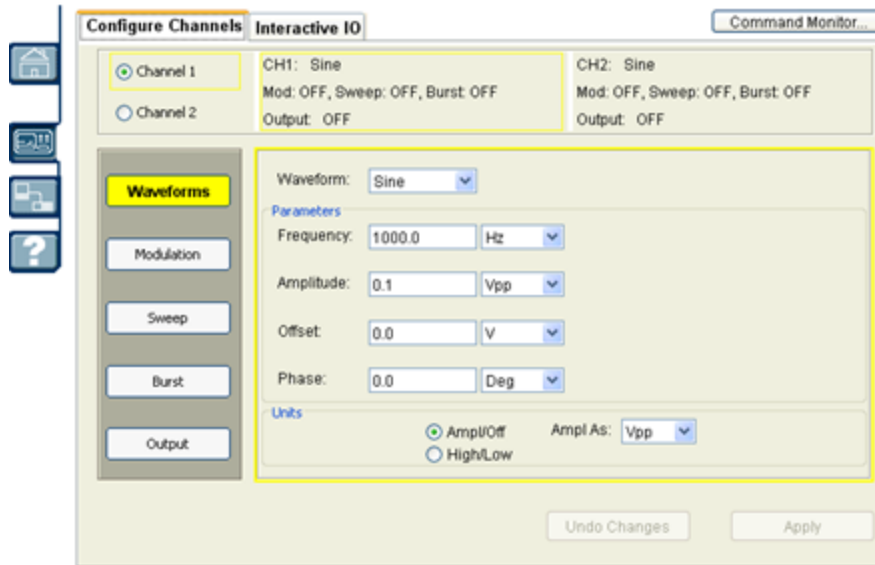 Configure Channels Interactive IO Command Monitor...
Channel 1
Channel 2
CH1: Sine
Mod: OFF, Sweep: OFF, Burst: OFF
Output: OFF
CH2: Sine
Mod: OFF, Sweep: OFF, Burst: OFF
Output: OFF
Waveforms
Modulation
Sweep
Burst
Output
Waveform: Sine
Parameters
Frequency: 1000.0 Hz
Amplitude: 0.1 Vpp
Offset: 0.0 V
Phase: 0.0 Deg
Units
Ampl/Off Ampl As: Vpp
High/Low
Undo Changes Apply
?